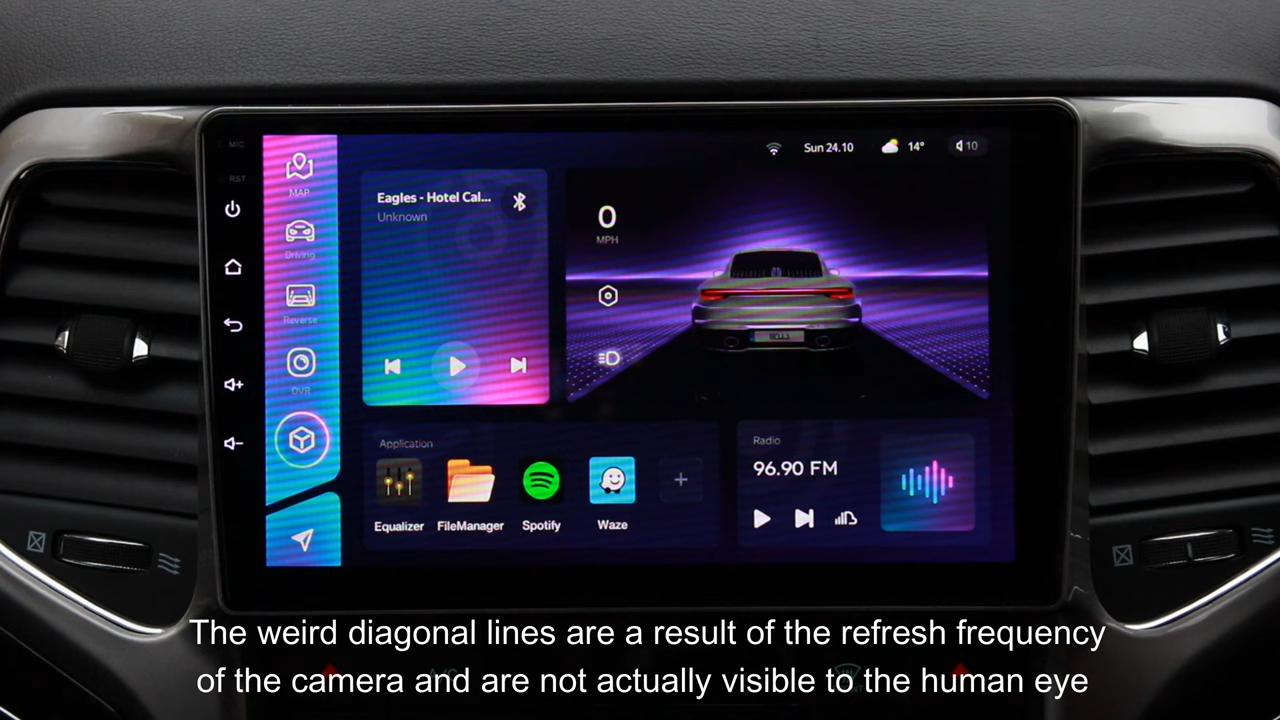 MIC
RST
MAP
Driving
Reverse
DVR
Sun 24.10
14°
10
Eagles - Hotel Cal...
Unknown
0
MPH
Application
Equalizer
FileManager
Spotify
Waze
+
Radio
96.90 FM
The weird diagonal lines are a result of the refresh frequency
of the camera and are not actually visible to the human eye